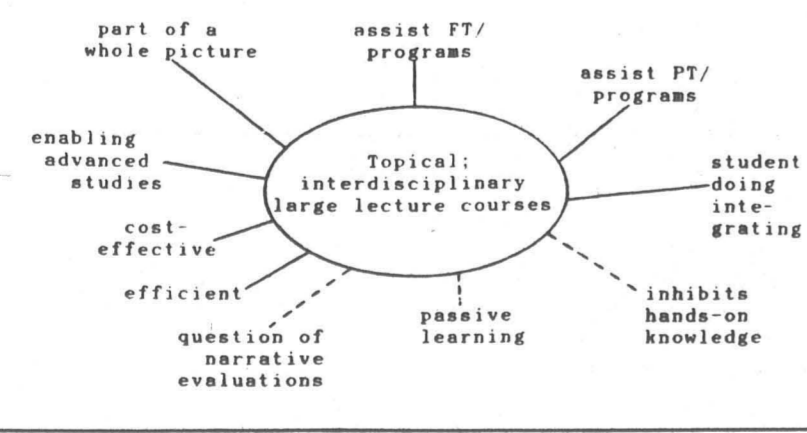 part of a
whole picture
assist FT/
programs
assist PT/
programs
enabling
advanced
studies
Topical;
interdisciplinary
large lecture courses
student
doing
inte-
grating
cost-
effective
efficient
inhibits
hands-on
knowledge
passive
learning
question of
narrative
evaluations